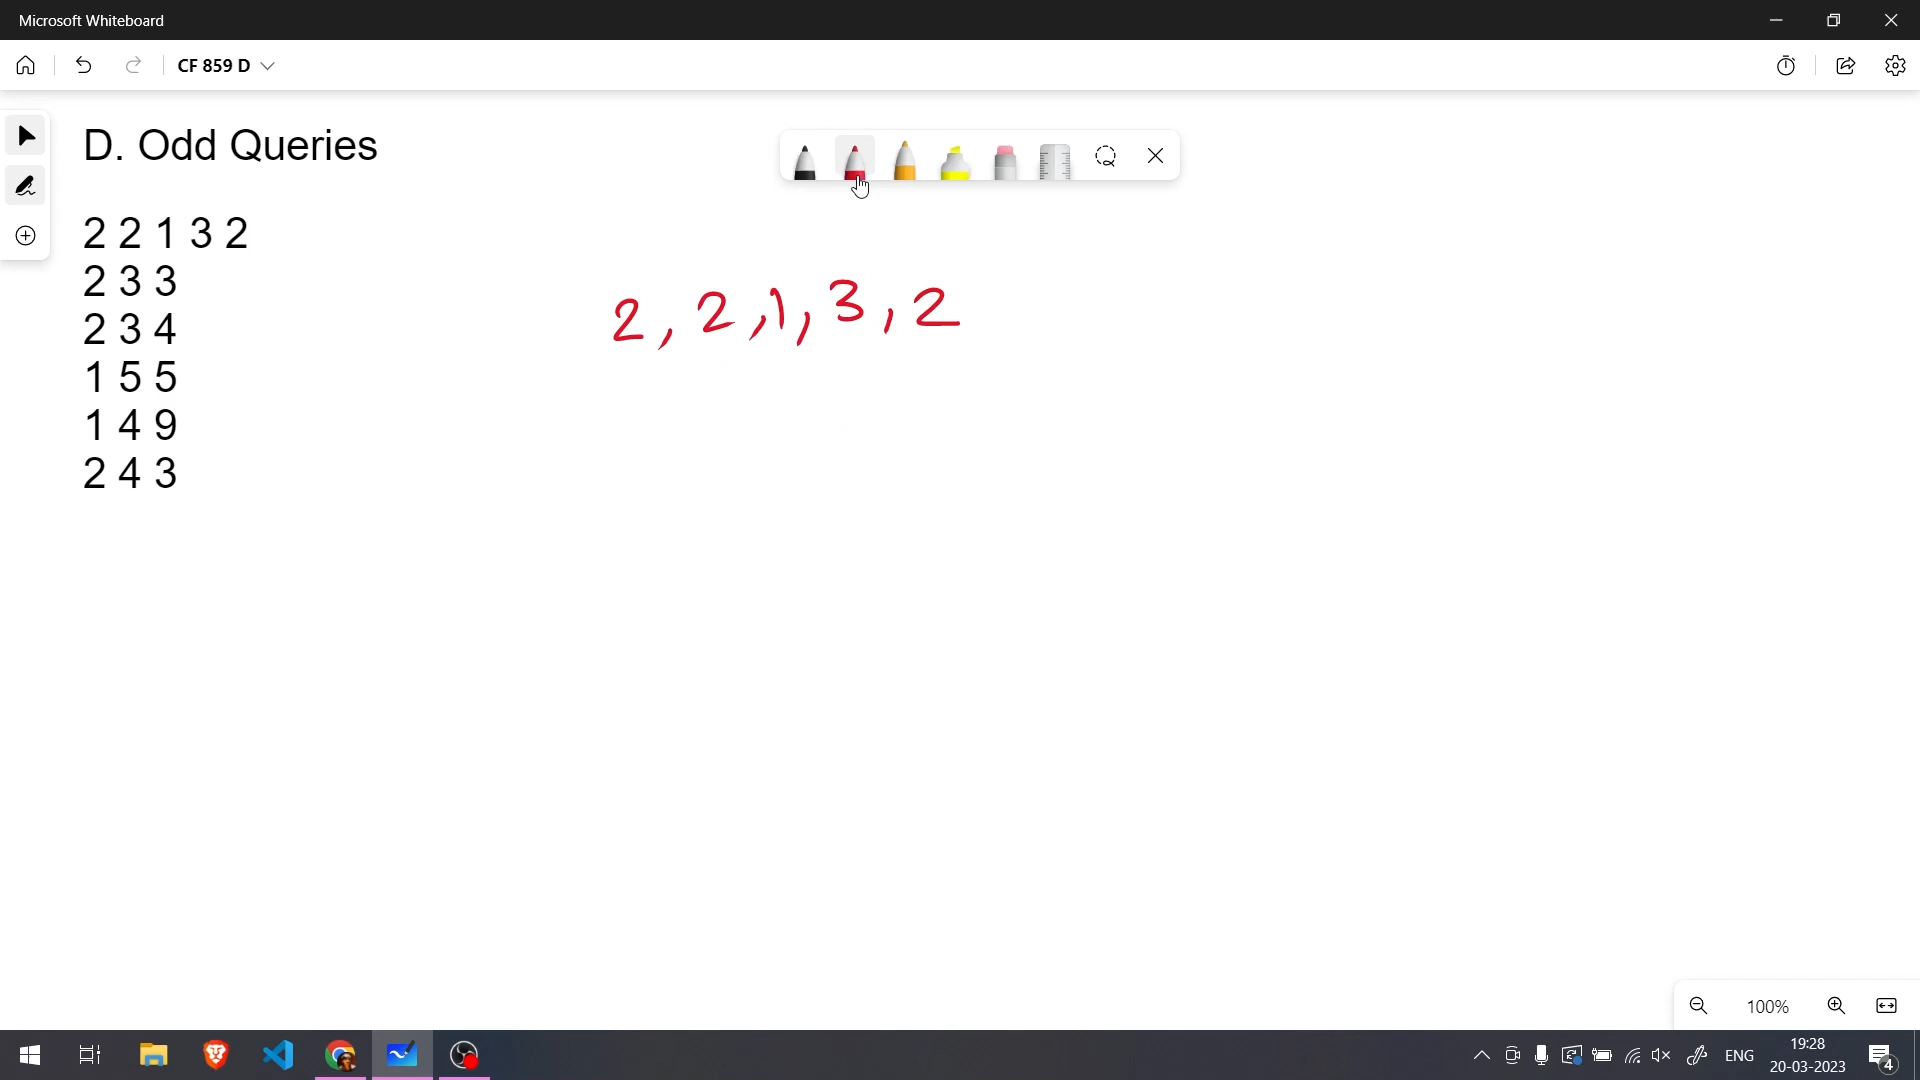 Microsoft Whiteboard
CF 859 D
D. Odd Queries
2 2 1 3 2
2 3 3
2 3 4
1 5 5
1 4 9
2 4 3
2, 2, 1, 3, 2
100%
ENG
19:28
20-03-2023
4